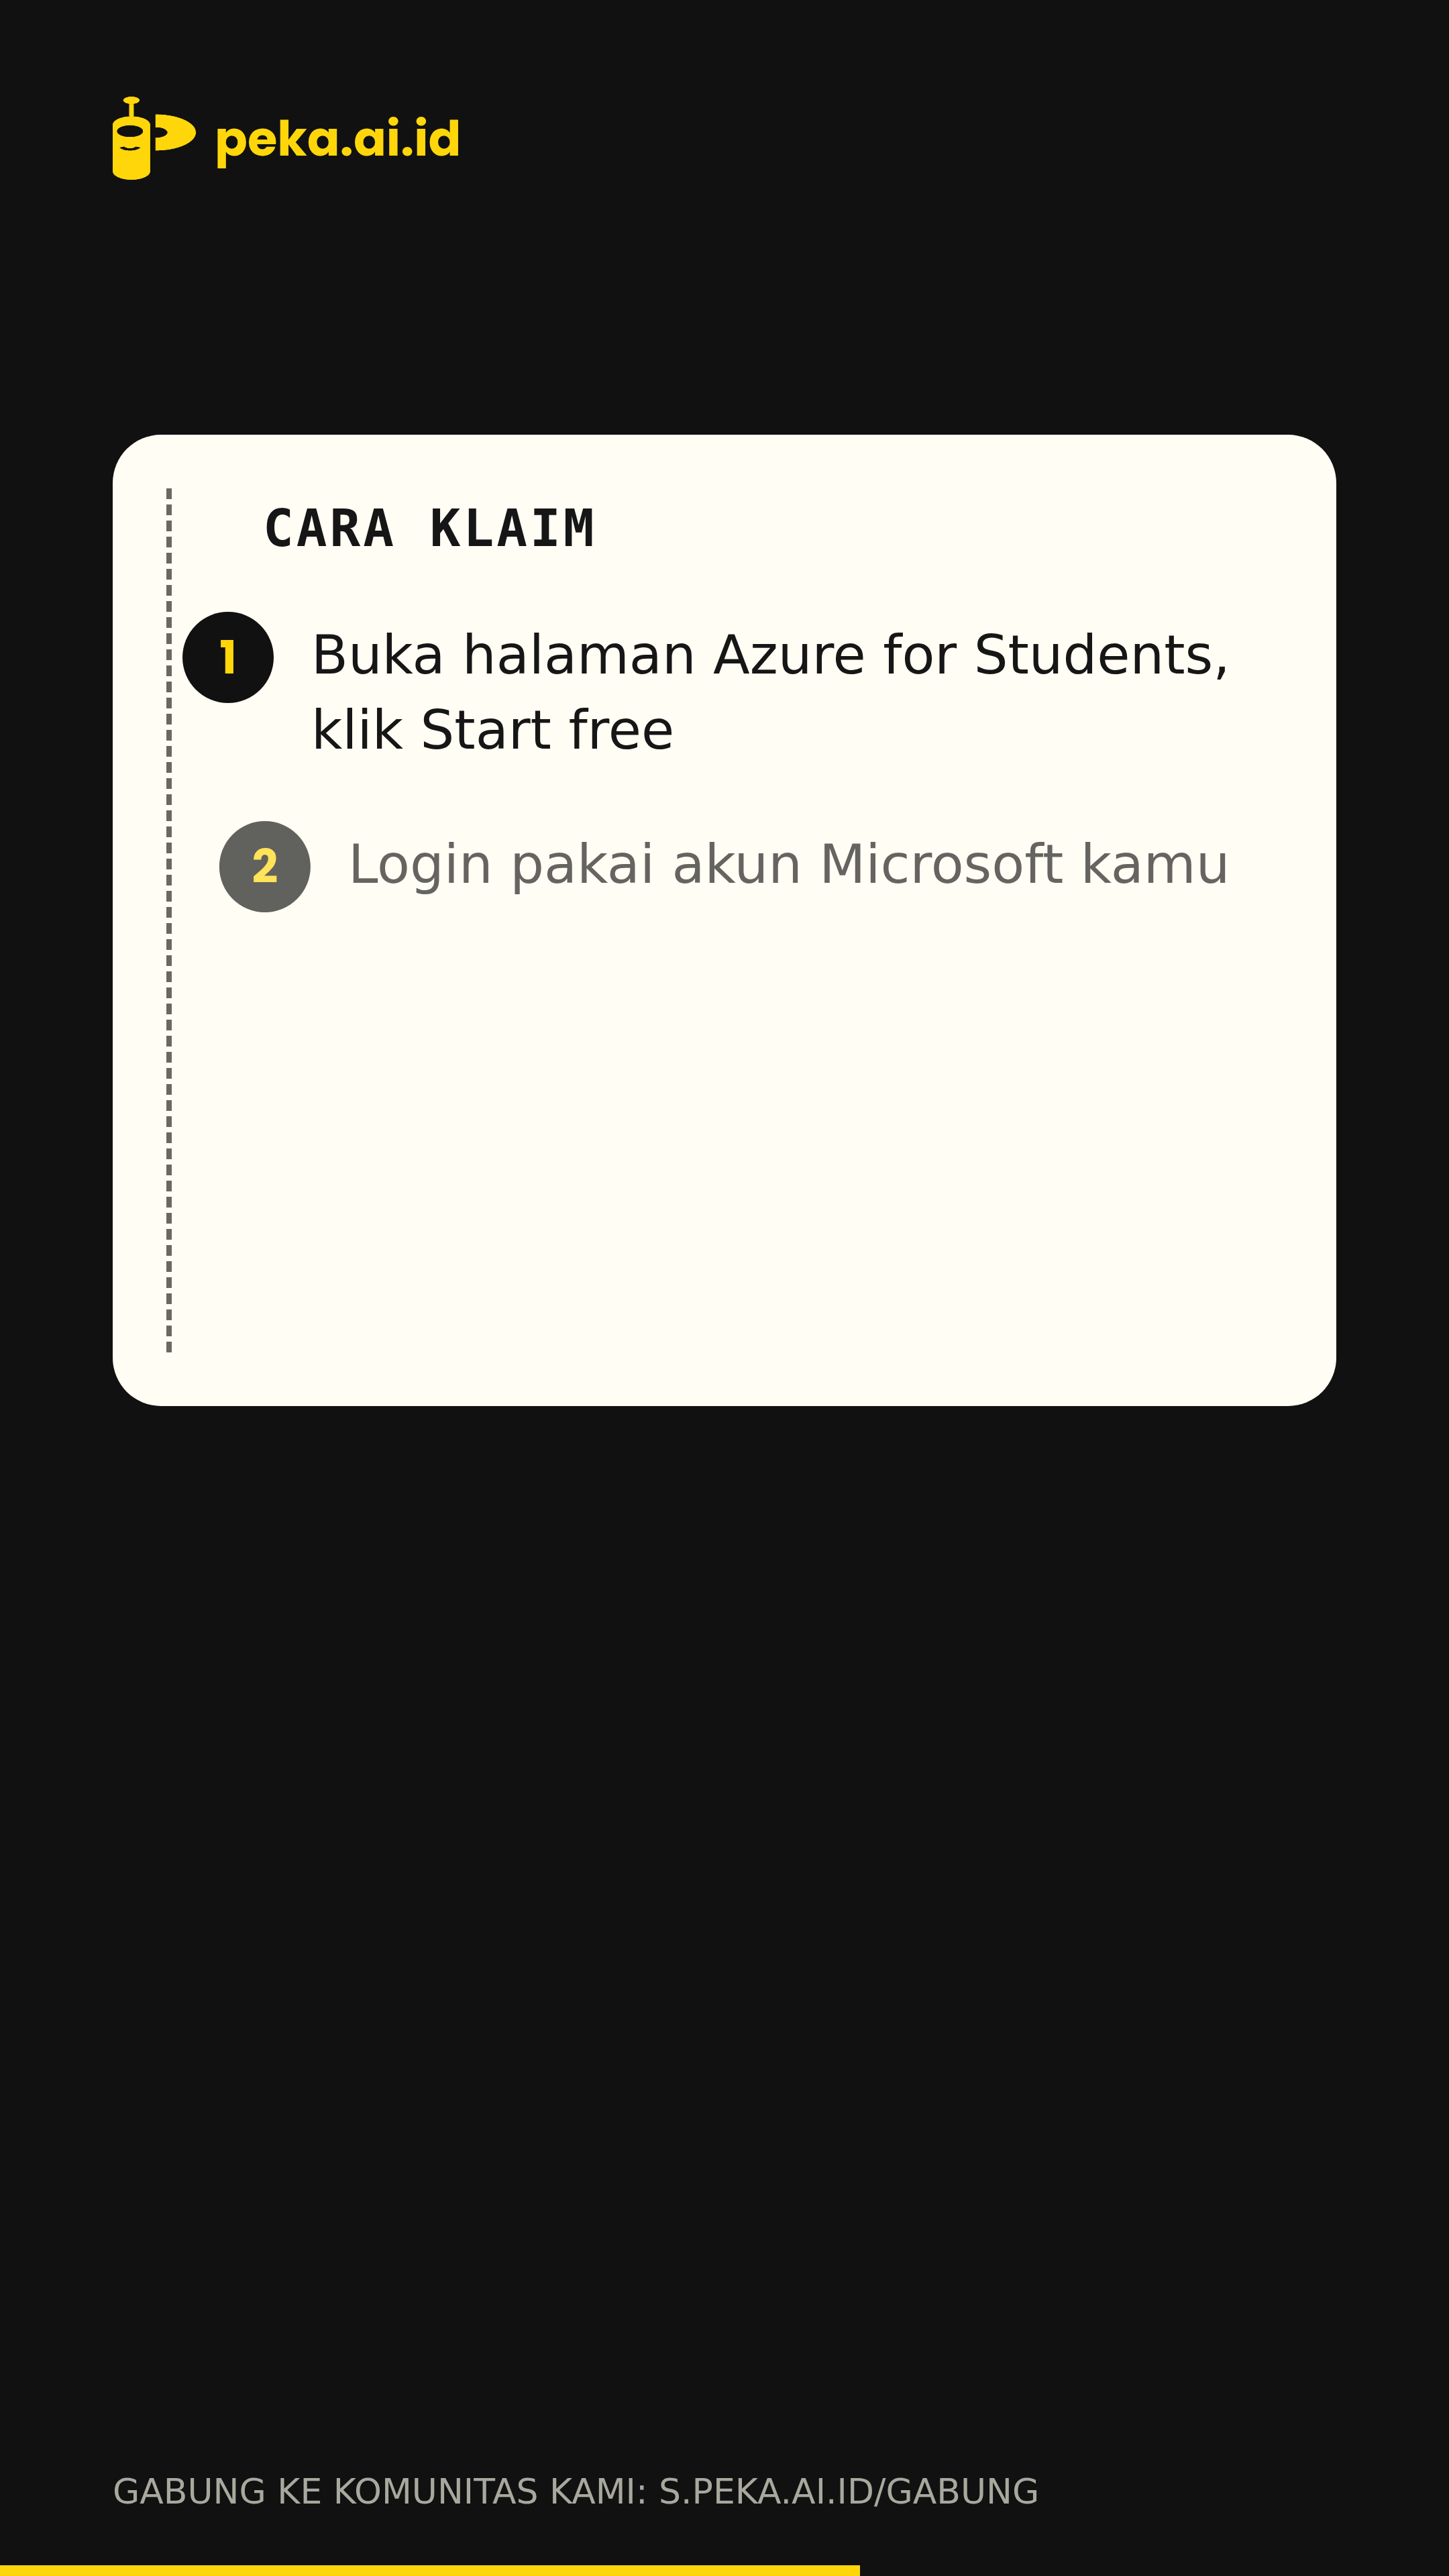 peka.ai.id
CARA KLAIM
1 Buka halaman Azure for Students,
klik Start free
2 Login pakai akun Microsoft kamu
GABUNG KE KOMUNITAS KAMI: S.PEKA.AI.ID/GABUNG